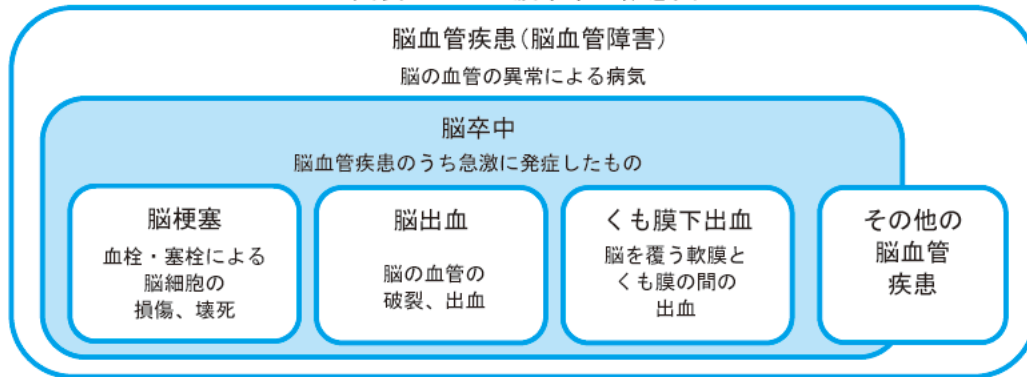 脳血管疾患(脳血管障害)
脳の血管の異常による病気
脳卒中
脳血管疾患のうち急激に発症したもの
脳梗塞
血栓・塞栓による
脳細胞の
損傷、壊死
脳出血
脳の血管の
破裂、出血
くも膜下出血
脳を覆う軟膜と
くも膜の間の
出血
その他の
脳血管
疾患